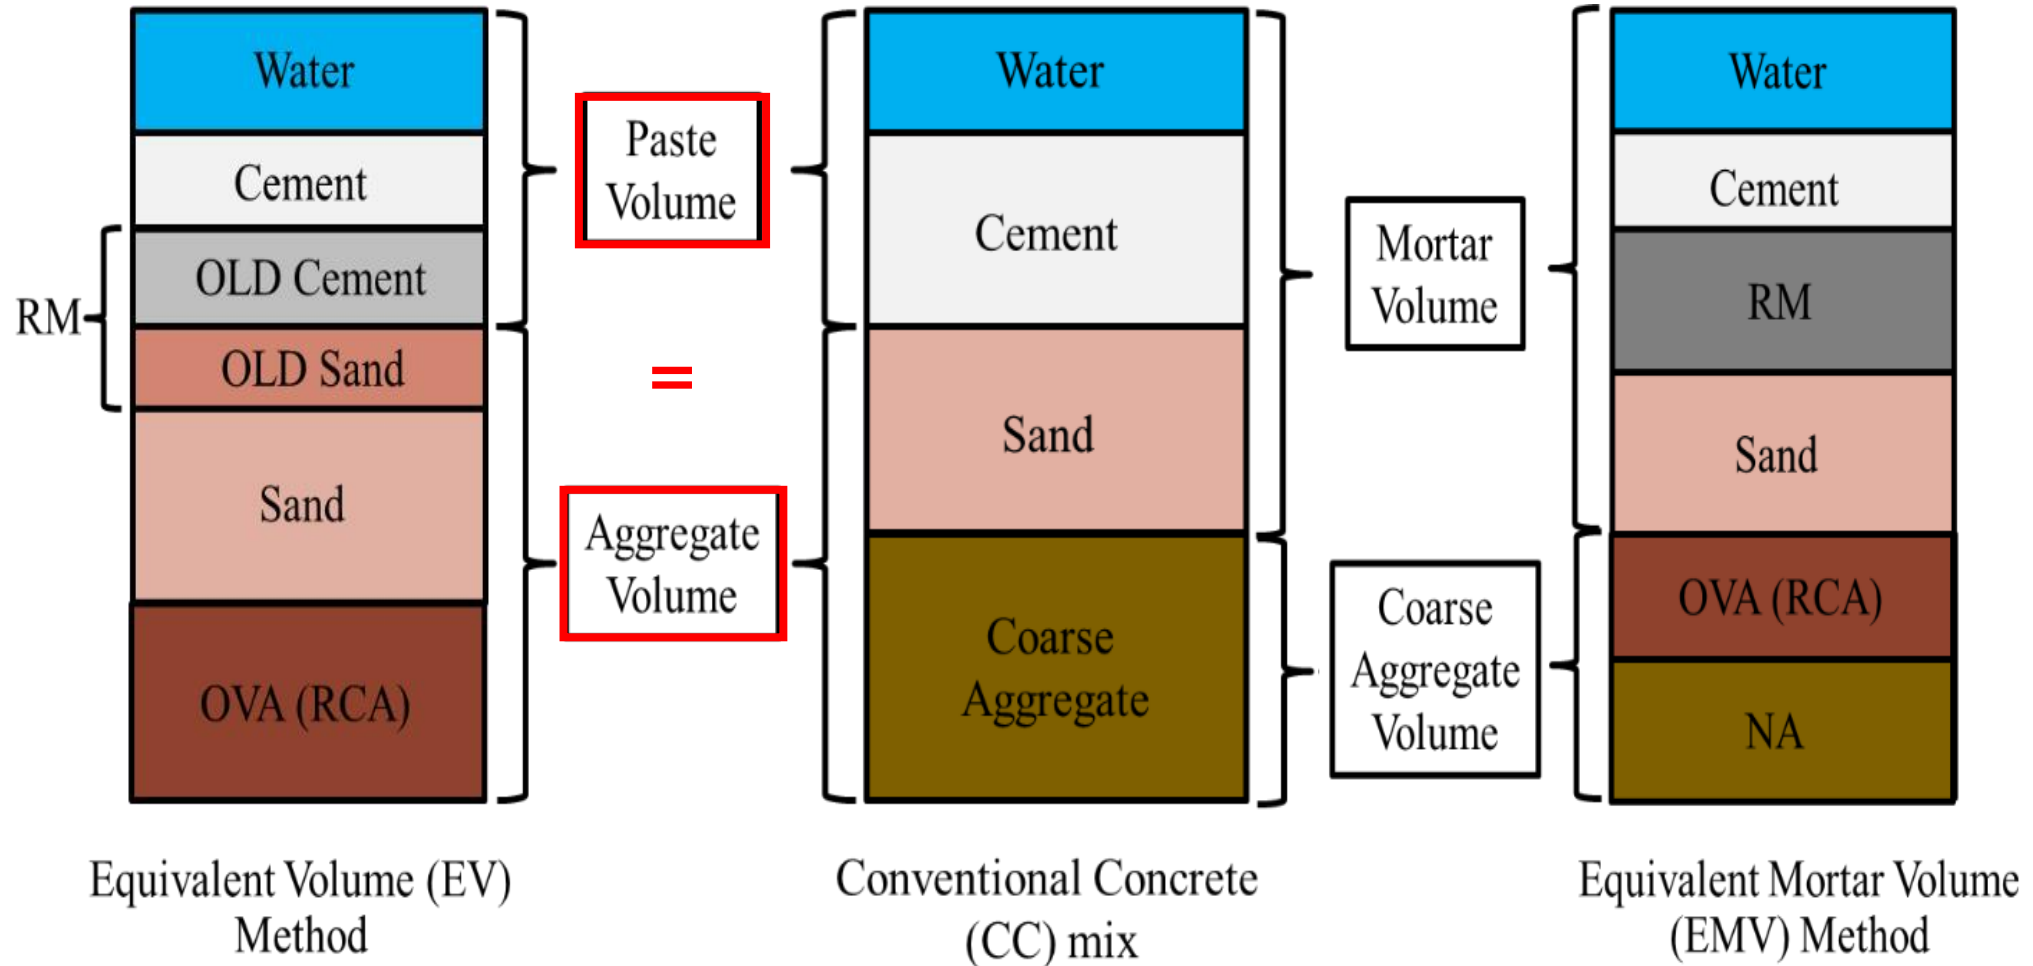 Water
Cement
OLD Cement
RM
OLD Sand
Sand
OVA (RCA)
Equivalent Volume (EV)
Method
Paste
Volume
=
Aggregate
Volume
Water
Cement
Sand
Coarse
Aggregate
Conventional Concrete
(CC) mix
Mortar
Volume
Coarse
Aggregate
Volume
Water
Cement
RM
Sand
OVA (RCA)
NA
Equivalent Mortar Volume
(EMV) Method